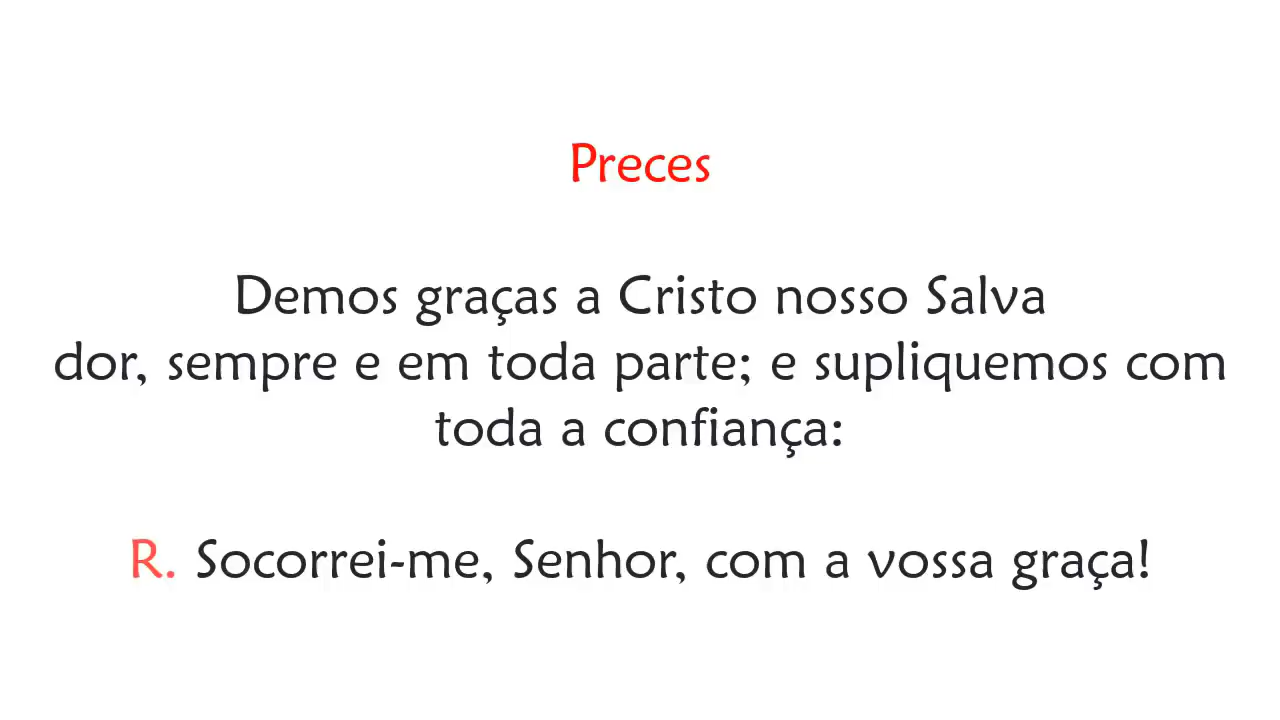 Preces
Demos graças a Cristo nosso Salva
dor, sempre e em toda parte; e supliquemos com
toda a confiança:
R. Socorrei-me, Senhor, com a vossa graça!